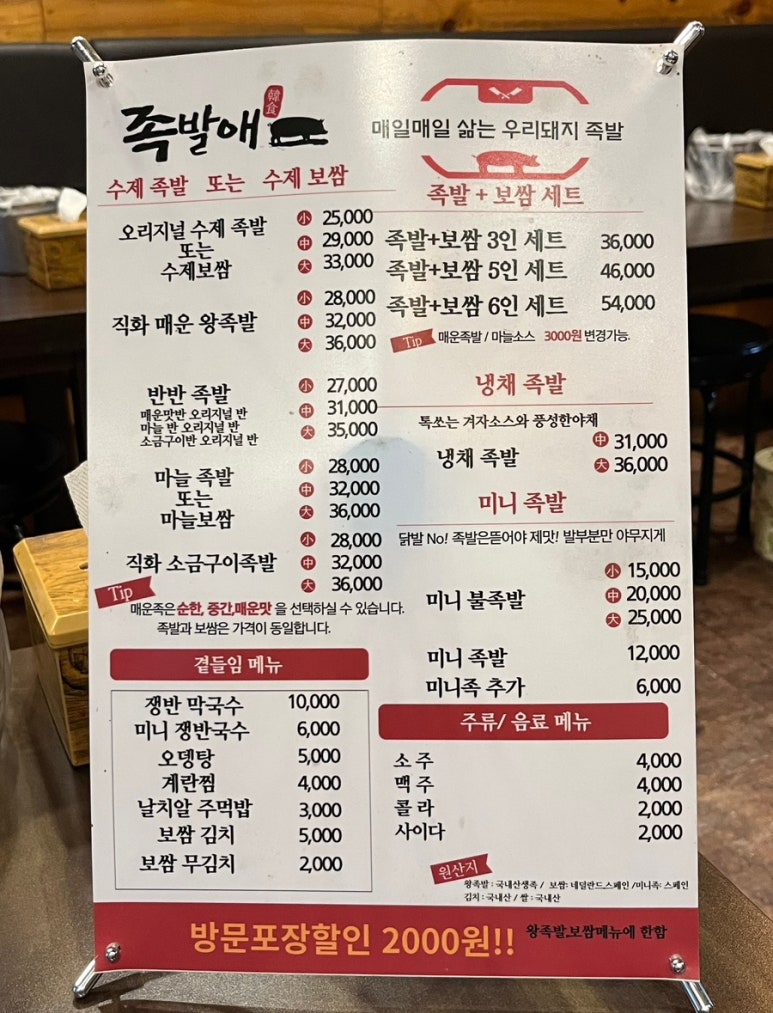 족발애
韓食
매일매일 삶는 우리돼지 족발
수제 족발 또는 수제 보쌈
오리지널 수제 족발
또는
수제보쌈
小 25,000
中 29,000
大 33,000
직화 매운 왕족발
小 28,000
中 32,000
大 36,000
반반 족발
매운맛반 오리지널 반
마늘 반 오리지널 반
소금구이반 오리지널 반
小 27,000
中 31,000
大 35,000
마늘 족발
또는
마늘보쌈
小 28,000
中 32,000
大 36,000
직화 소금구이족발
小 28,000
中 32,000
大 36,000
Tip
매운족은 순한, 중간,매운맛 을 선택하실 수 있습니다.
족발과 보쌈은 가격이 동일합니다.
곁들임 메뉴
쟁반 막국수 10,000
미니 쟁반국수 6,000
오뎅탕 5,000
계란찜 4,000
날치알 주먹밥 3,000
보쌈 김치 5,000
보쌈 무김치 2,000
족발 + 보쌈 세트
족발+보쌈 3인 세트 36,000
족발+보쌈 5인 세트 46,000
족발+보쌈 6인 세트 54,000
Tip 매운족발 / 마늘소스 3000원 변경가능.
냉채 족발
톡쏘는 겨자소스와 풍성한야채
냉채 족발
中 31,000
大 36,000
미니 족발
닭발 No! 족발은뜯어야 제맛! 발부분만 야무지게
미니 불족발
小 15,000
中 20,000
大 25,000
미니 족발 12,000
미니족 추가 6,000
주류/ 음료 메뉴
소 주 4,000
맥 주 4,000
콜 라 2,000
사이다 2,000
원산지
왕족발 : 국내산생족 / 보쌈: 네덜란드스페인 /미니족: 스페인
김치 : 국내산 / 쌀 : 국내산
방문포장할인 2000원!! 왕족발,보쌈메뉴에 한함